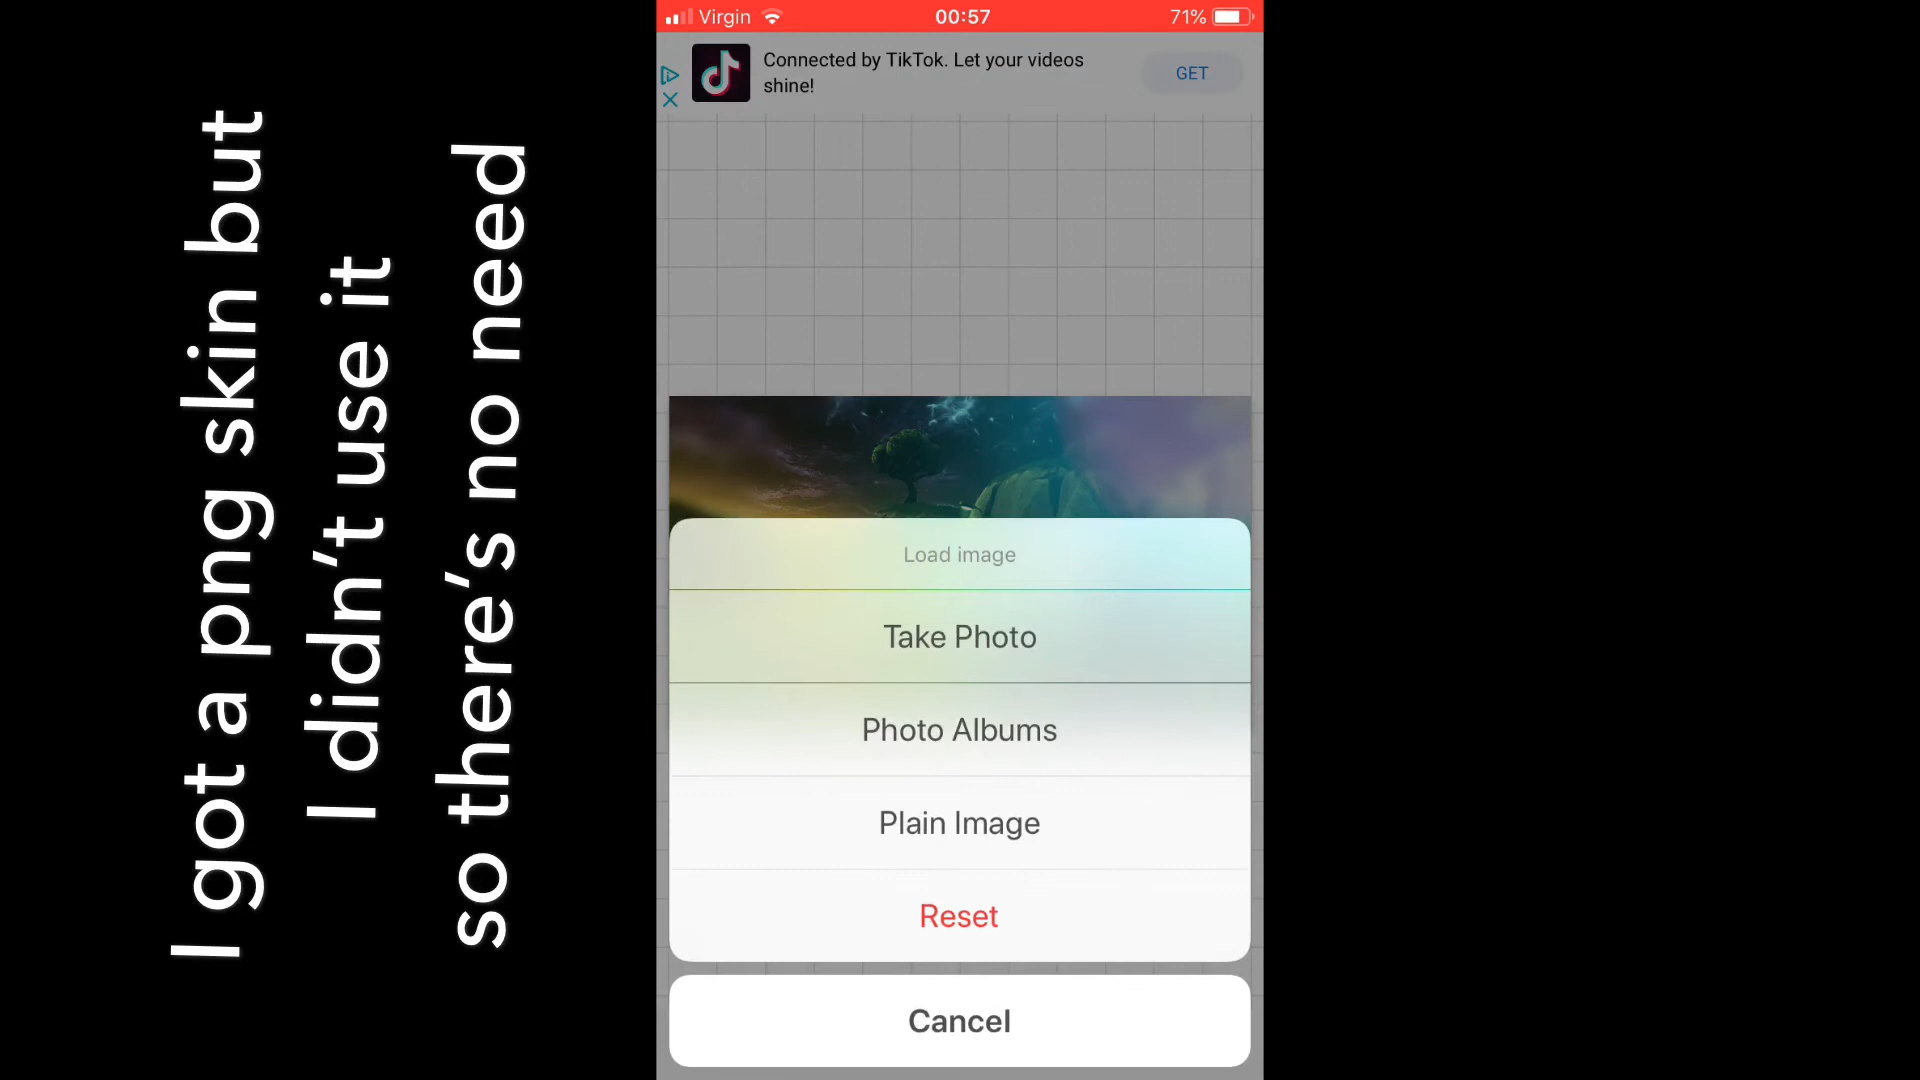 I got a png skin but
I didn't use it
so there's no need
Virgin
00:57
71%
Connected by TikTok. Let your videos
shine!
GET
Load image
Take Photo
Photo Albums
Plain Image
Reset
Cancel